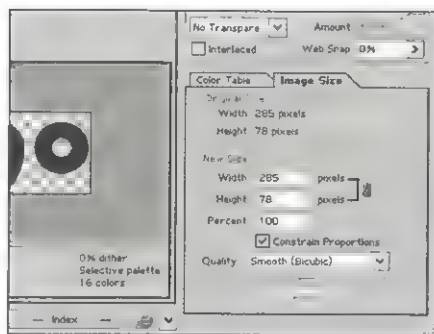 No Transpare
Amount
Interlaced
Web Snap 0%
Color Table
Image Size
Original Size
Width 285 pixels
Height 78 pixels
New Size
Width 285 pixels
Height 78 pixels
Percent 100
Constrain Proportions
Quality Smooth (Bicubic)
0% dither
Selective palette
16 colors
Index